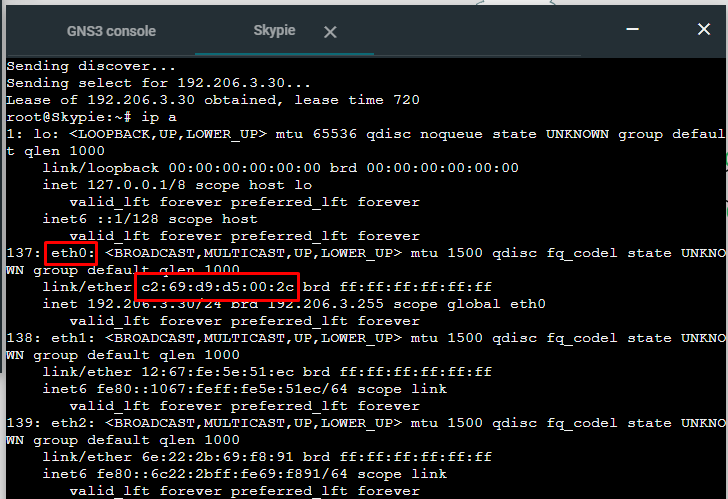 GNS3 console
Skypie
Sending discover...
Sending select for 192.206.3.30...
Lease of 192.206.3.30 obtained, lease time 720
root@Skypie:~# ip a
1: lo: <LOOPBACK,UP,LOWER_UP> mtu 65536 qdisc noqueue state UNKNOWN group defaul
t qlen 1000
    link/loopback 00:00:00:00:00:00 brd 00:00:00:00:00:00
    inet 127.0.0.1/8 scope host lo
       valid_lft forever preferred_lft forever
    inet6 ::1/128 scope host
       valid_lft forever preferred_lft forever
137: eth0: <BROADCAST,MULTICAST,UP,LOWER_UP> mtu 1500 qdisc fq_codel state UNKNO
WN group default qlen 1000
    link/ether c2:69:d9:d5:00:2c brd ff:ff:ff:ff:ff:ff
    inet 192.206.3.30/24 brd 192.206.3.255 scope global eth0
       valid_lft forever preferred_lft forever
138: eth1: <BROADCAST,MULTICAST,UP,LOWER_UP> mtu 1500 qdisc fq_codel state UNKNO
WN group default qlen 1000
    link/ether 12:67:fe:5e:51:ec brd ff:ff:ff:ff:ff:ff
    inet6 fe80::1067:feff:fe5e:51ec/64 scope link
       valid_lft forever preferred_lft forever
139: eth2: <BROADCAST,MULTICAST,UP,LOWER_UP> mtu 1500 qdisc fq_codel state UNKNO
WN group default qlen 1000
    link/ether 6e:22:2b:69:f8:91 brd ff:ff:ff:ff:ff:ff
    inet6 fe80::6c22:2bff:fe69:f891/64 scope link
       valid_lft forever preferred_lft forever